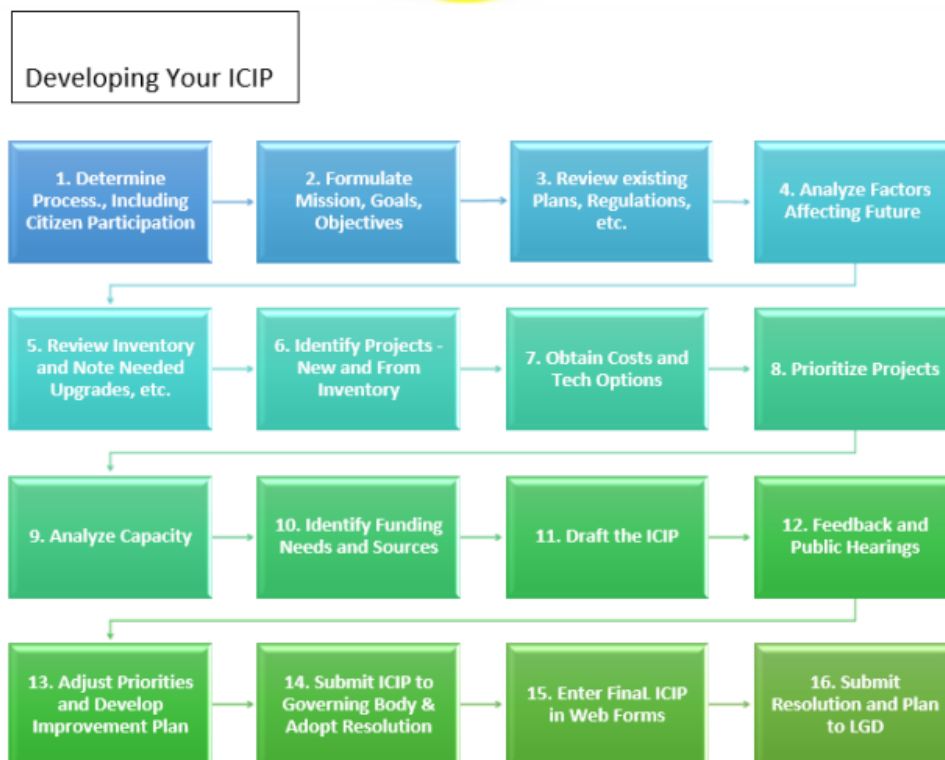 Developing Your ICIP
1. Determine
Process., Including
Citizen Participation
2. Formulate
Mission, Goals,
Objectives
3. Review existing
Plans, Regulations,
etc.
4. Analyze Factors
Affecting Future
5. Review Inventory
and Note Needed
Upgrades, etc.
6. Identify Projects -
New and From
Inventory
7. Obtain Costs and
Tech Options
8. Prioritize Projects
9. Analyze Capacity
10. Identify Funding
Needs and Sources
11. Draft the ICIP
12. Feedback and
Public Hearings
13. Adjust Priorities
and Develop
Improvement Plan
14. Submit ICIP to
Governing Body &
Adopt Resolution
15. Enter FinaL ICIP
in Web Forms
16. Submit
Resolution and Plan
to LGD